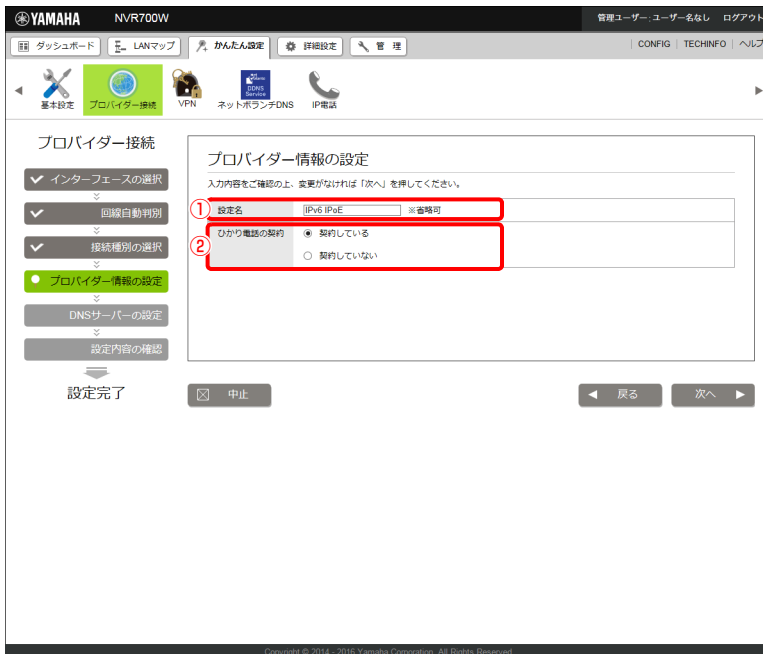 YAMAHA NVR700W 管理ユーザー:ユーザー名なし ログアウト
ダッシュボード LANマップ かんたん設定 詳細設定 管 理 CONFIG TECHINFO ヘルプ
基本設定 プロバイダー接続 VPN DDNS Service ネットボランチDNS IP電話
プロバイダー接続
インターフェースの選択
回線自動判別
接続種別の選択
プロバイダー情報の設定
DNSサーバーの設定
設定内容の確認
設定完了
プロバイダー情報の設定
入力内容をご確認の上、変更がなければ「次へ」を押してください。
① 設定名 IPv6 IPoE ※省略可
② ひかり電話の契約 契約している
契約していない
中止 戻る 次へ
Copyright © 2014 - 2016 Yamaha Corporation. All Rights Reserved.